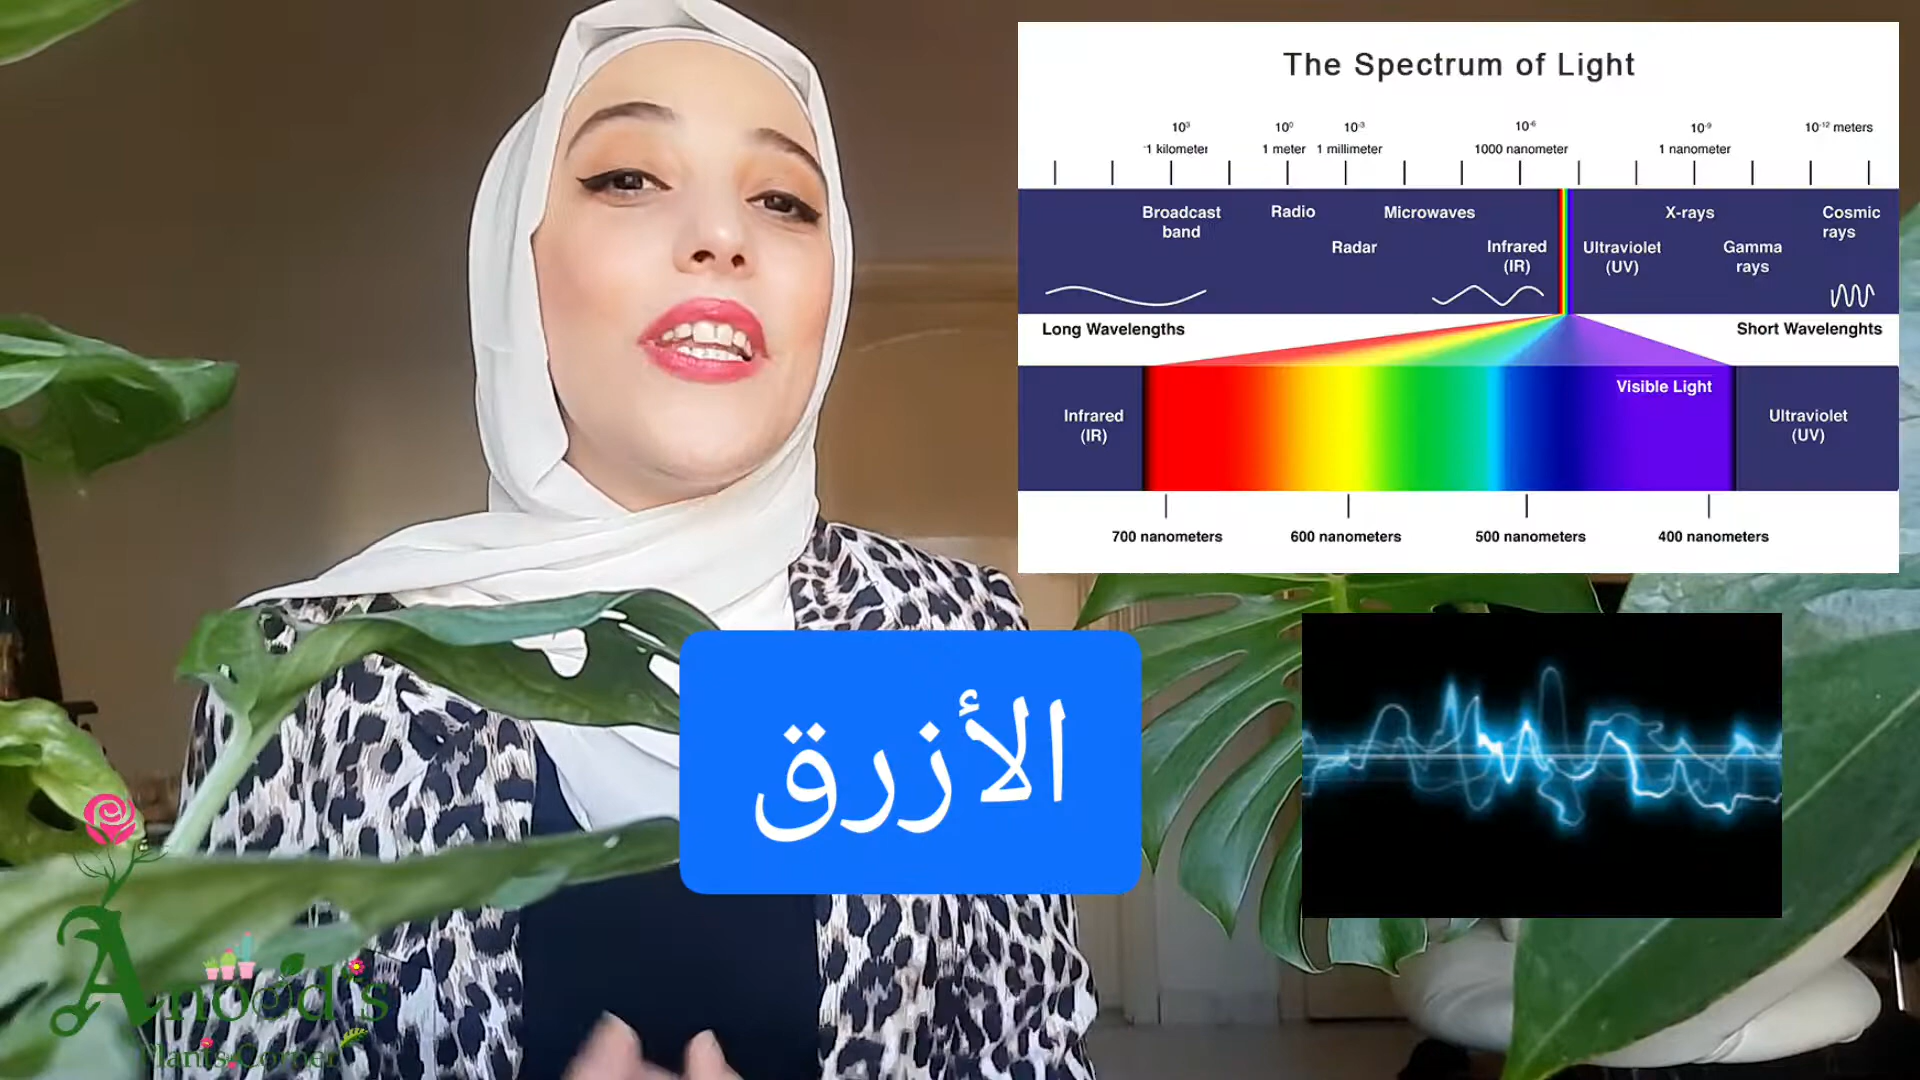 The Spectrum of Light
10³ 10⁰ 10⁻³ 10⁻⁶ 10⁻⁹ 10⁻¹² meters
1 kilometer 1 meter 1 millimeter 1000 nanometer 1 nanometer
Broadcast band
Radio
Radar
Microwaves
Infrared (IR)
Ultraviolet (UV)
X-rays
Gamma rays
Cosmic rays
Long Wavelengths
Short Wavelenghts
Infrared (IR)
Visible Light
Ultraviolet (UV)
700 nanometers 600 nanometers 500 nanometers 400 nanometers
الأزرق
Anood's
Plants Corner